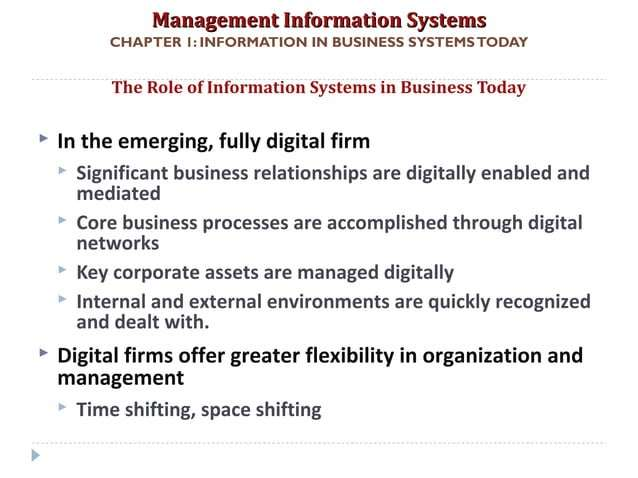 Management Information Systems
CHAPTER 1: INFORMATION IN BUSINESS SYSTEMS TODAY
The Role of Information Systems in Business Today
In the emerging, fully digital firm
Significant business relationships are digitally enabled and
mediated
Core business processes are accomplished through digital
networks
Key corporate assets are managed digitally
Internal and external environments are quickly recognized
and dealt with.
Digital firms offer greater flexibility in organization and
management
Time shifting, space shifting